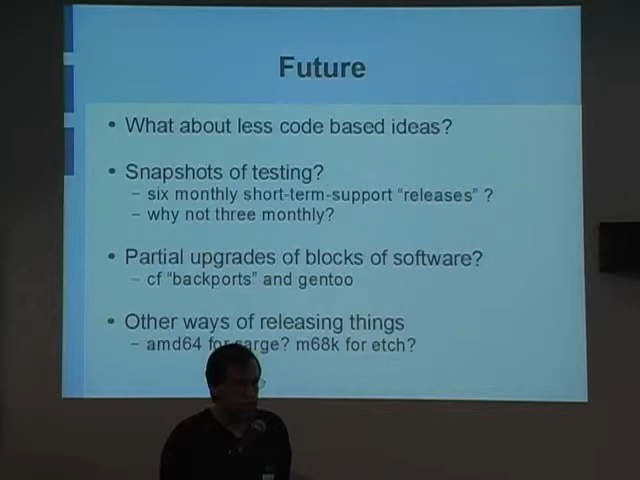 Future
• What about less code based ideas?
• Snapshots of testing?
– six monthly short-term-support “releases” ?
– why not three monthly?
• Partial upgrades of blocks of software?
– cf “backports” and gentoo
• Other ways of releasing things
– amd64 for sarge? m68k for etch?